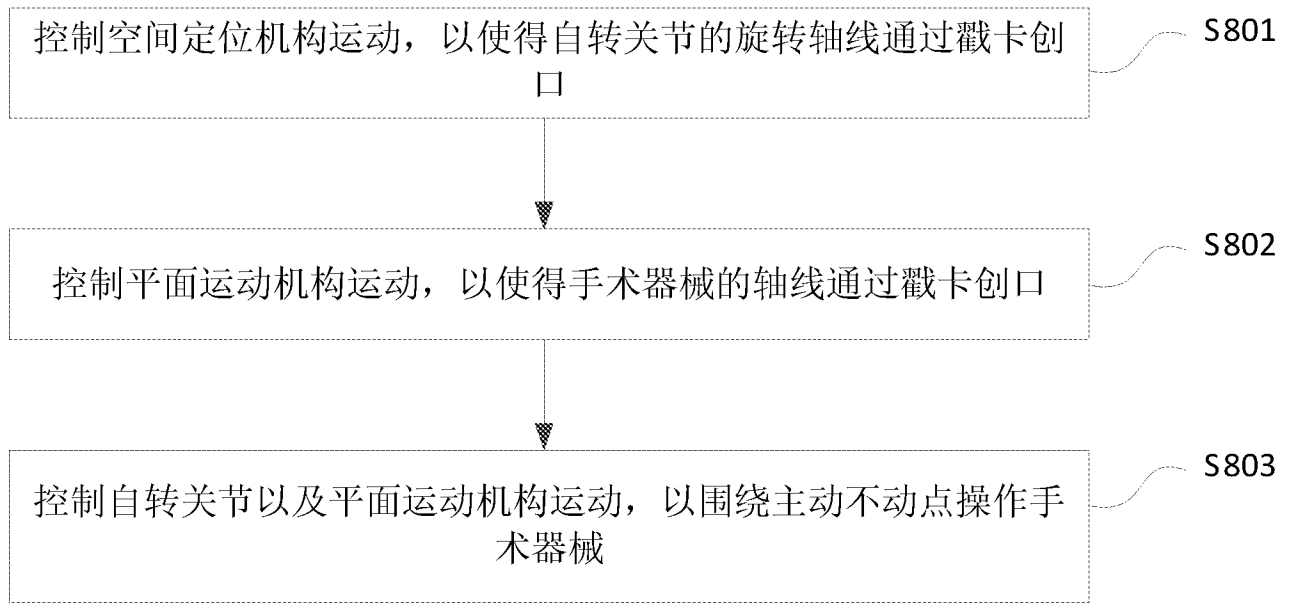 控制空间定位机构运动，以使得自转关节的旋转轴线通过戳卡创
口
S801
控制平面运动机构运动，以使得手术器械的轴线通过戳卡创口
S802
控制自转关节以及平面运动机构运动，以围绕主动不动点操作手
术器械
S803